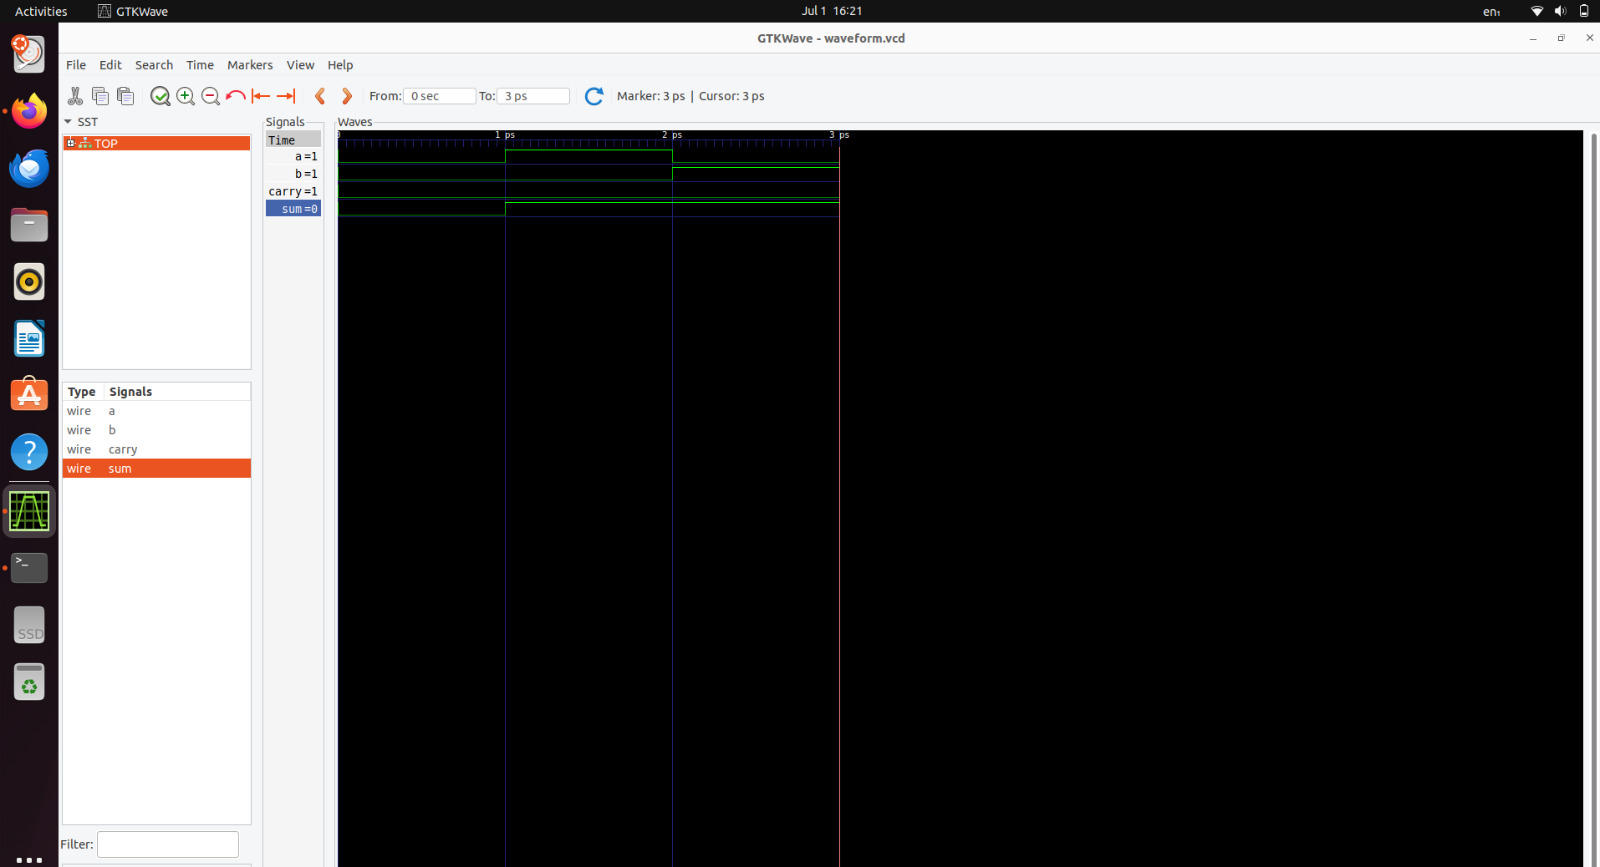 Activities GTKWave Jul 1 16:21 en₁
GTKWave - waveform.vcd
File Edit Search Time Markers View Help
From: 0 sec To: 3 ps Marker: 3 ps | Cursor: 3 ps
SST
TOP
Type Signals
wire a
wire b
wire carry
wire sum
Filter:
Signals
Time
a=1
b=1
carry=1
sum=0
Waves
0 1 ps 2 ps 3 ps
SSD